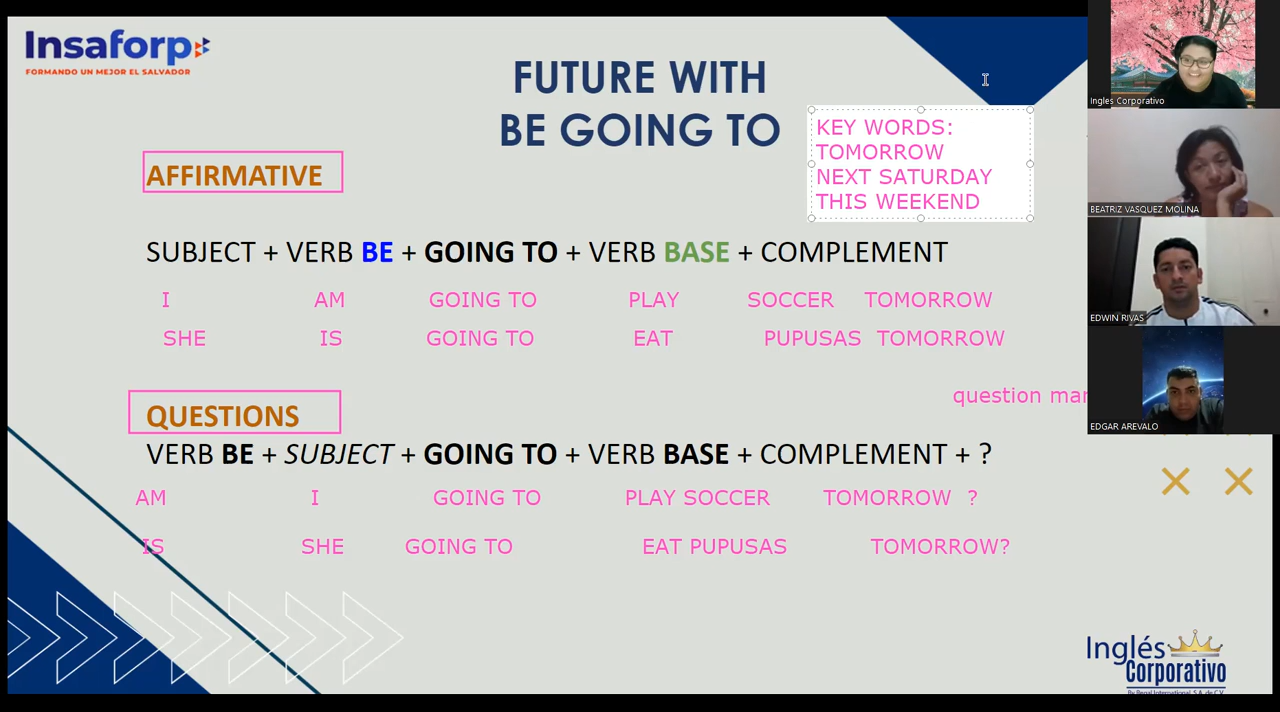 Insaforp
FORMANDO UN MEJOR EL SALVADOR
FUTURE WITH
BE GOING TO
KEY WORDS:
TOMORROW
NEXT SATURDAY
THIS WEEKEND
AFFIRMATIVE
SUBJECT + VERB BE + GOING TO + VERB BASE + COMPLEMENT
I AM GOING TO PLAY SOCCER TOMORROW
SHE IS GOING TO EAT PUPUSAS TOMORROW
question mar
QUESTIONS
VERB BE + SUBJECT + GOING TO + VERB BASE + COMPLEMENT + ?
AM I GOING TO PLAY SOCCER TOMORROW ?
IS SHE GOING TO EAT PUPUSAS TOMORROW?
Ingles Corporativo
BEATRIZ VASQUEZ MOLINA
EDWIN RIVAS
EDGAR AREVALO
Inglés
Corporativo